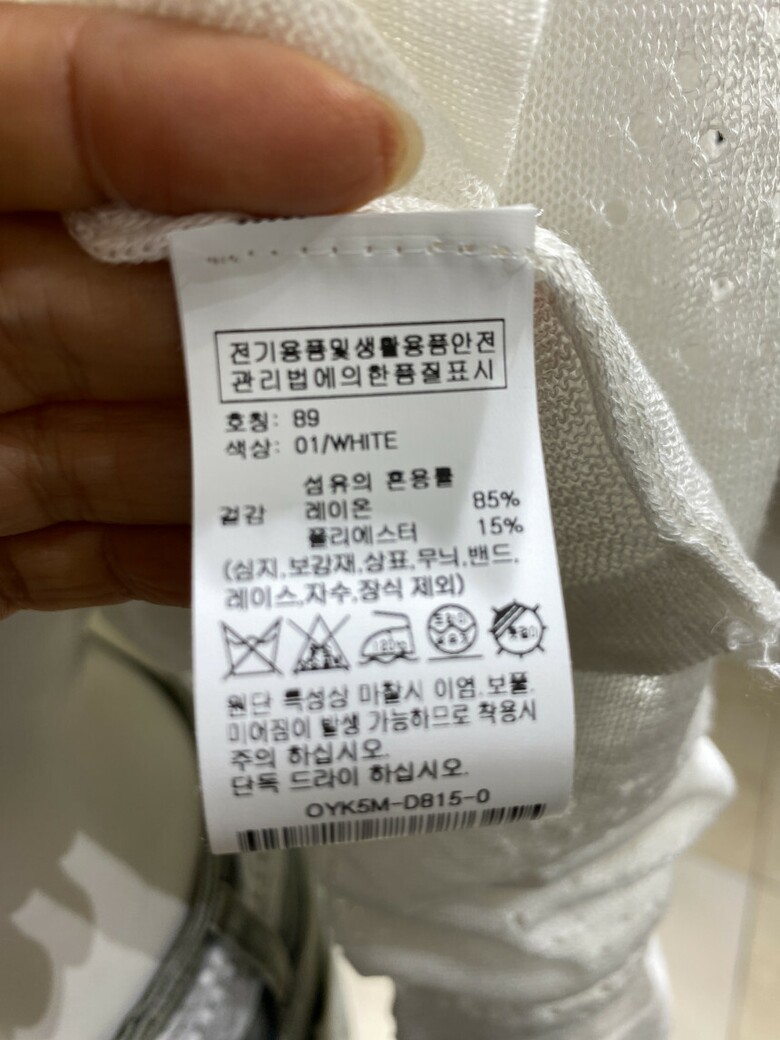 전기용품및생활용품안전
관리법에의한품질표시
호칭: 89
색상: 01/WHITE
섬유의 혼용률
겉감 레이온 85%
폴리에스터 15%
(심지,보강재,상표,무늬,밴드,
레이스,자수,장식 제외)
120℃
드라이
원단 특성상 마찰시 이염.보풀.
미어짐이 발생 가능하므로 착용시
주의 하십시오.
단독 드라이 하십시오.
OYK5M-D815-0